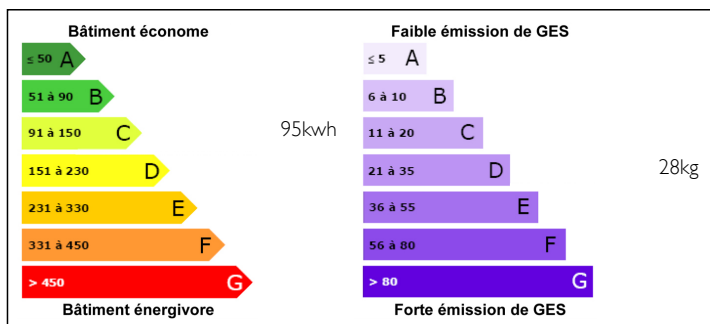 Bâtiment économe
≤ 50 A
51 à 90 B
91 à 150 C
95kwh
151 à 230 D
231 à 330 E
331 à 450 F
> 450 G
Bâtiment énergivore
Faible émission de GES
≤ 5 A
6 à 10 B
11 à 20 C
21 à 35 D
28kg
36 à 55 E
56 à 80 F
> 80 G
Forte émission de GES